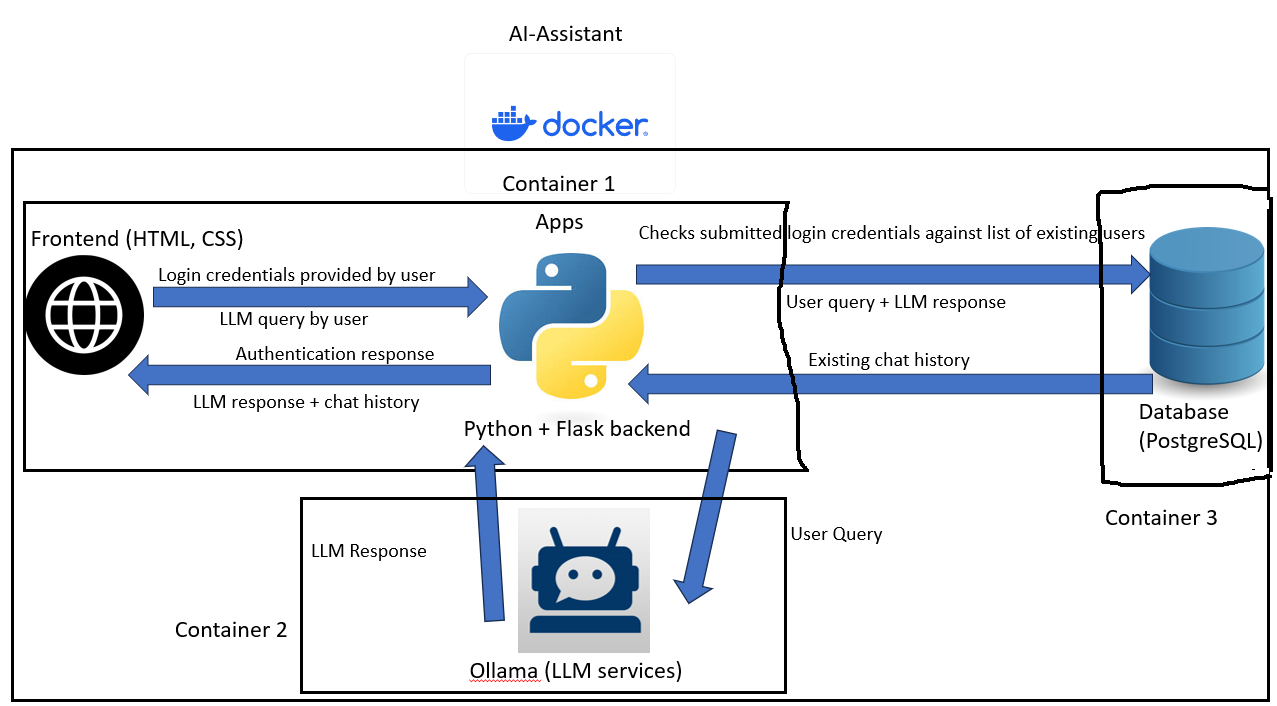 AI-Assistant
docker
Container 1
Apps
Frontend (HTML, CSS)
Checks submitted login credentials against list of existing users
Login credentials provided by user
LLM query by user
User query + LLM response
Authentication response
Existing chat history
LLM response + chat history
Python + Flask backend
Database
(PostgreSQL)
Container 3
User Query
LLM Response
Container 2
Ollama (LLM services)